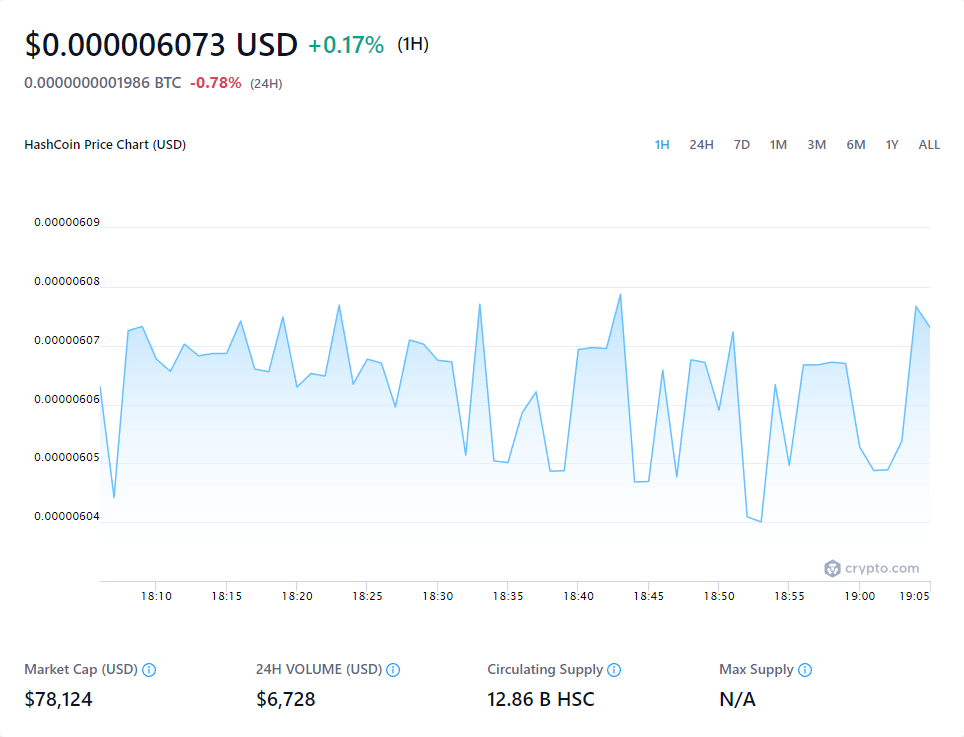 $0.000006073 USD +0.17% (1H)
0.0000000001986 BTC -0.78% (24H)
HashCoin Price Chart (USD) 1H 24H 7D 1M 3M 6M 1Y ALL
0.00000609
0.00000608
0.00000607
0.00000606
0.00000605
0.00000604
crypto.com
18:10 18:15 18:20 18:25 18:30 18:35 18:40 18:45 18:50 18:55 19:00 19:05
Market Cap (USD) 24H VOLUME (USD) Circulating Supply Max Supply
$78,124 $6,728 12.86 B HSC N/A